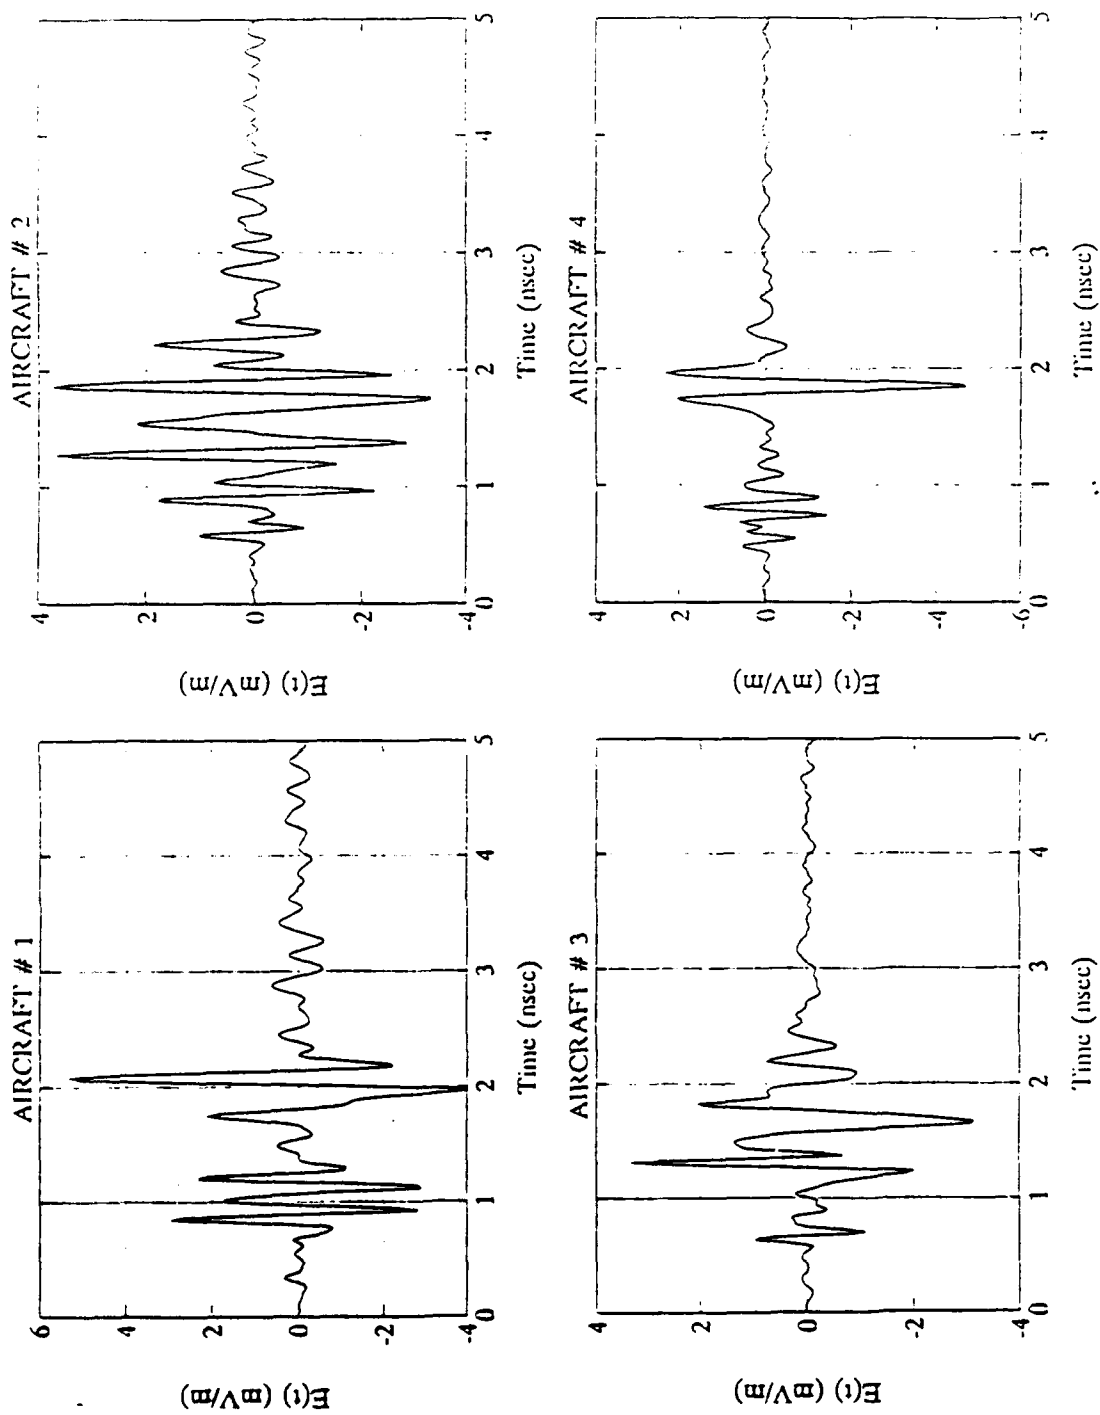 AIRCRAFT # 1
E(t) (mV/m)
6
4
2
0
-2
-4
0 1 2 3 4 5
Time (nsec)
AIRCRAFT # 2
E(t) (mV/m)
4
2
0
-2
-4
0 1 2 3 4 5
Time (nsec)
AIRCRAFT # 3
E(t) (mV/m)
4
2
0
-2
-4
0 1 2 3 4 5
Time (nsec)
AIRCRAFT # 4
E(t) (mV/m)
4
2
0
-2
-4
-6
0 1 2 3 4 5
Time (nsec)